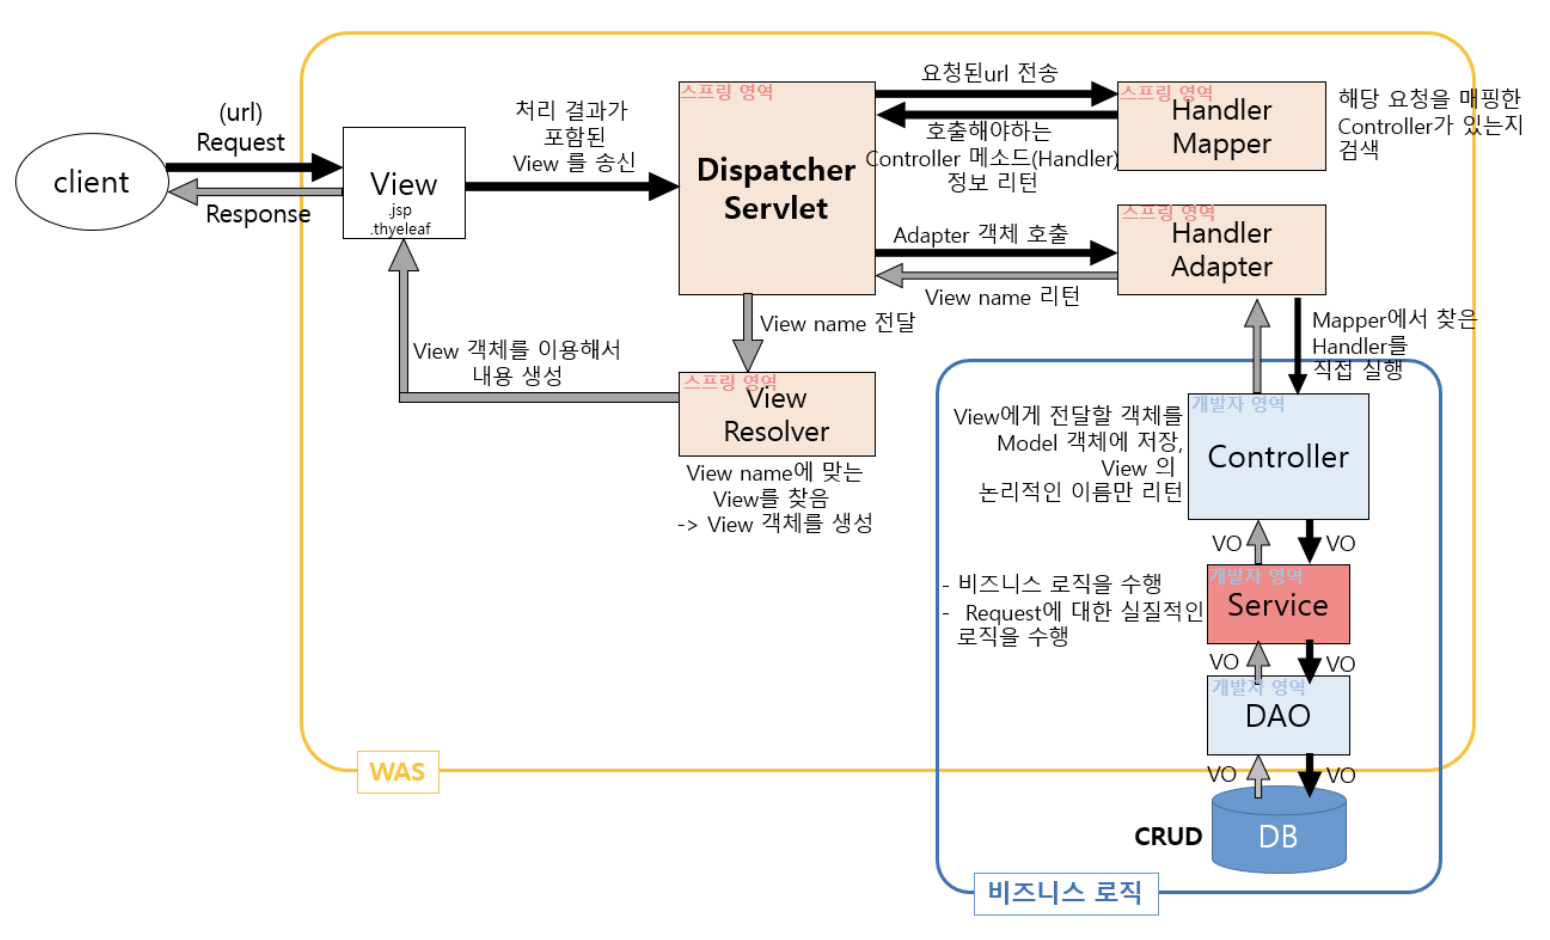 client
(url)
Request
Response
View
.jsp
.thyeleaf
처리 결과가
포함된
View 를 송신
스프링 영역
Dispatcher
Servlet
요청된url 전송
호출해야하는
Controller 메소드(Handler)
정보 리턴
스프링 영역
Handler
Mapper
해당 요청을 매핑한
Controller가 있는지
검색
Adapter 객체 호출
View name 리턴
스프링 영역
Handler
Adapter
View name 전달
View 객체를 이용해서
내용 생성
스프링 영역
View
Resolver
View name에 맞는
View를 찾음
-> View 객체를 생성
Mapper에서 찾은
Handler를
직접 실행
View에게 전달할 객체를
Model 객체에 저장,
View 의
논리적인 이름만 리턴
개발자 영역
Controller
VO
VO
- 비즈니스 로직을 수행
- Request에 대한 실질적인
로직을 수행
개발자 영역
Service
VO
VO
개발자 영역
DAO
VO
VO
WAS
CRUD
DB
비즈니스 로직